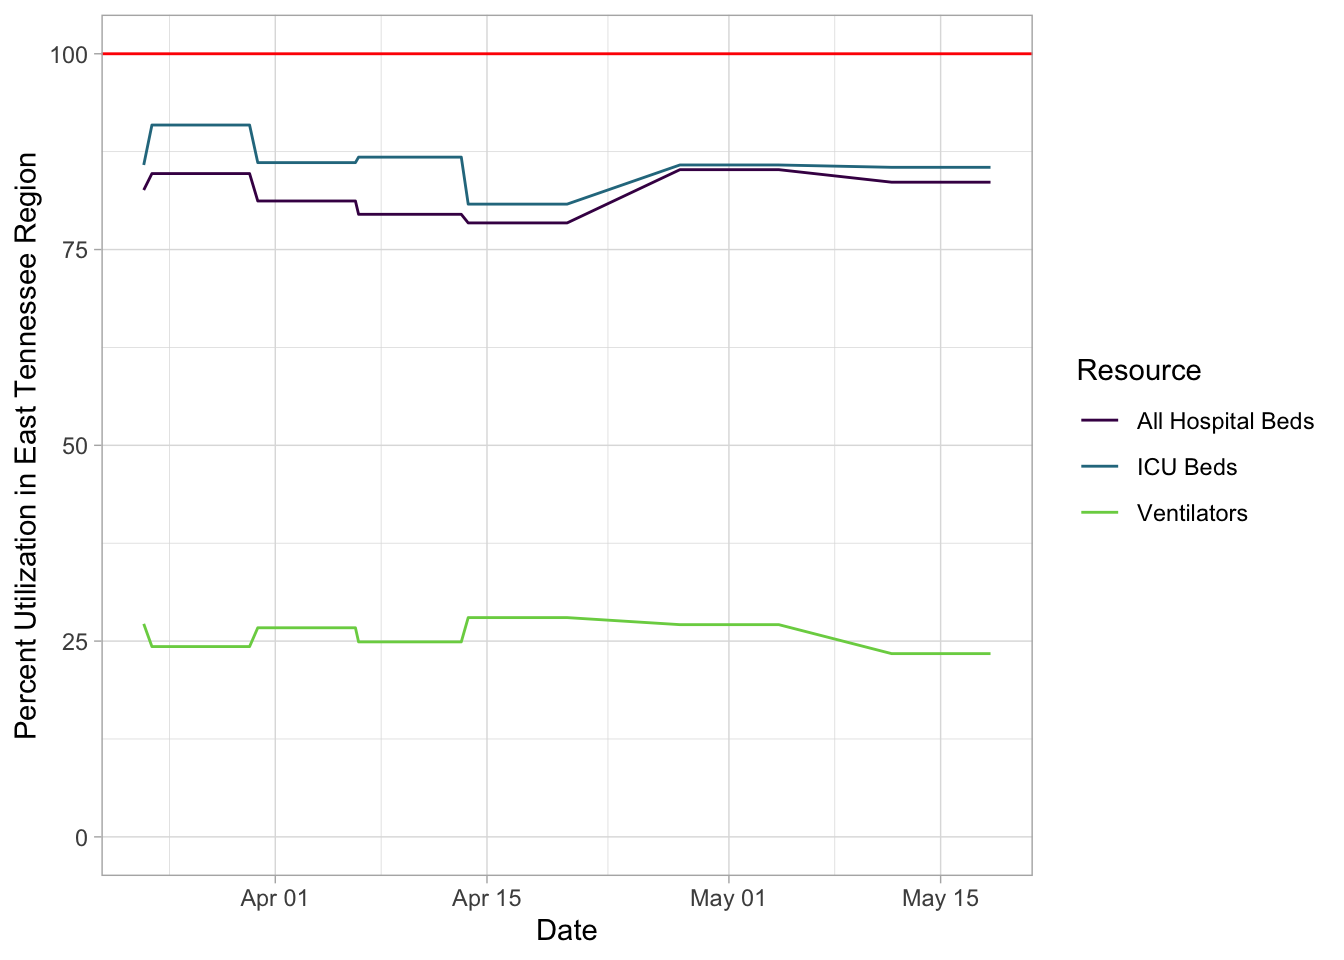 Percent Utilization in East Tennessee Region
100
75
50
25
0
Apr 01
Apr 15
May 01
May 15
Date
Resource
All Hospital Beds
ICU Beds
Ventilators